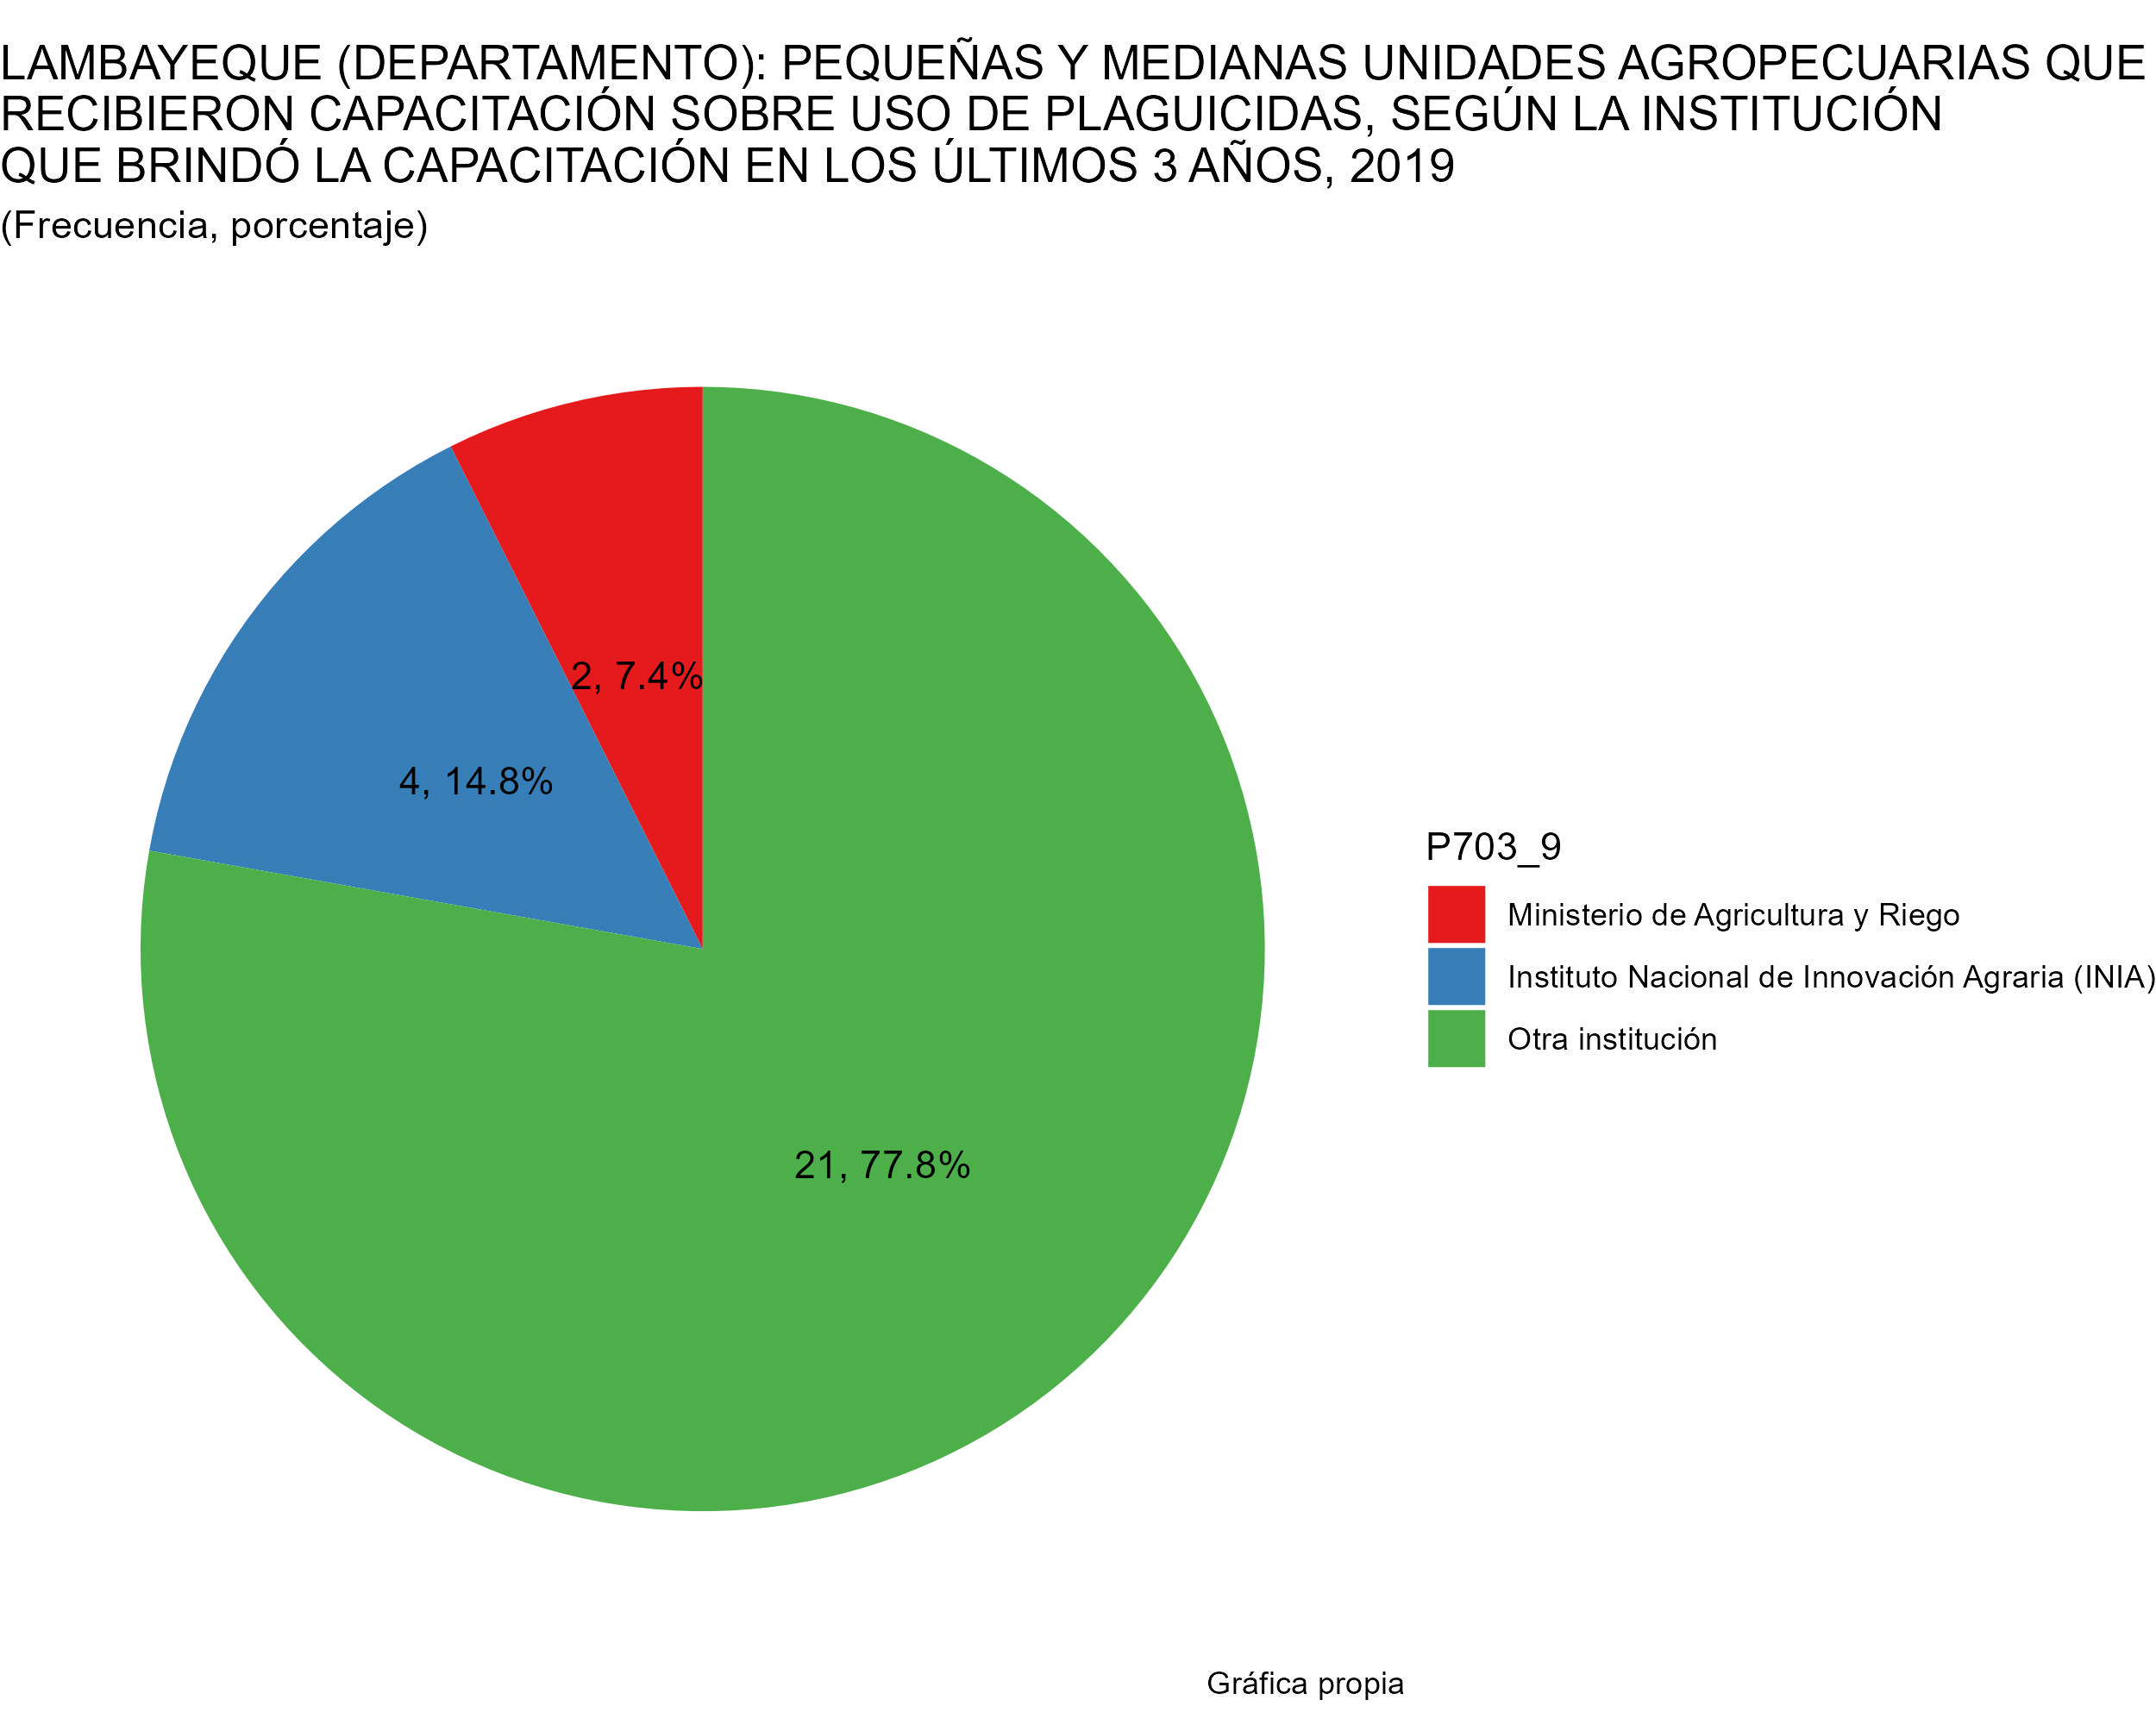 LAMBAYEQUE (DEPARTAMENTO): PEQUEÑAS Y MEDIANAS UNIDADES AGROPECUARIAS QUE
RECIBIERON CAPACITACIÓN SOBRE USO DE PLAGUICIDAS, SEGÚN LA INSTITUCIÓN
QUE BRINDÓ LA CAPACITACIÓN EN LOS ÚLTIMOS 3 AÑOS, 2019
(Frecuencia, porcentaje)
2, 7.4%
4, 14.8%
21, 77.8%
P703_9
Ministerio de Agricultura y Riego
Instituto Nacional de Innovación Agraria (INIA)
Otra institución
Gráfica propia